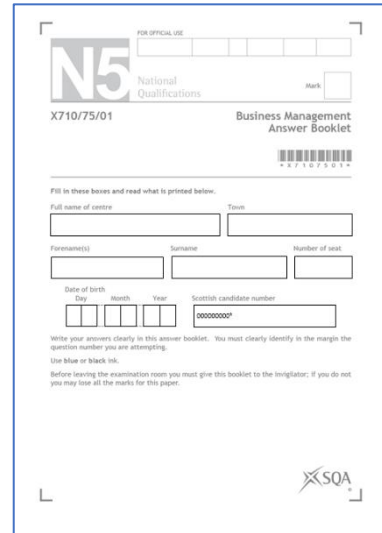 FOR OFFICIAL USE
N5
National
Qualifications
Mark
X710/75/01
Business Management
Answer Booklet
*X7107501*
Fill in these boxes and read what is printed below.
Full name of centre Town
Forename(s) Surname Number of seat
Date of birth
Day Month Year Scottish candidate number
Write your answers clearly in this answer booklet. You must clearly identify in the margin the
question number you are attempting.
Use blue or black ink.
Before leaving the examination room you must give this booklet to the invigilator; if you do not
you may lose all the marks for this paper.
SQA